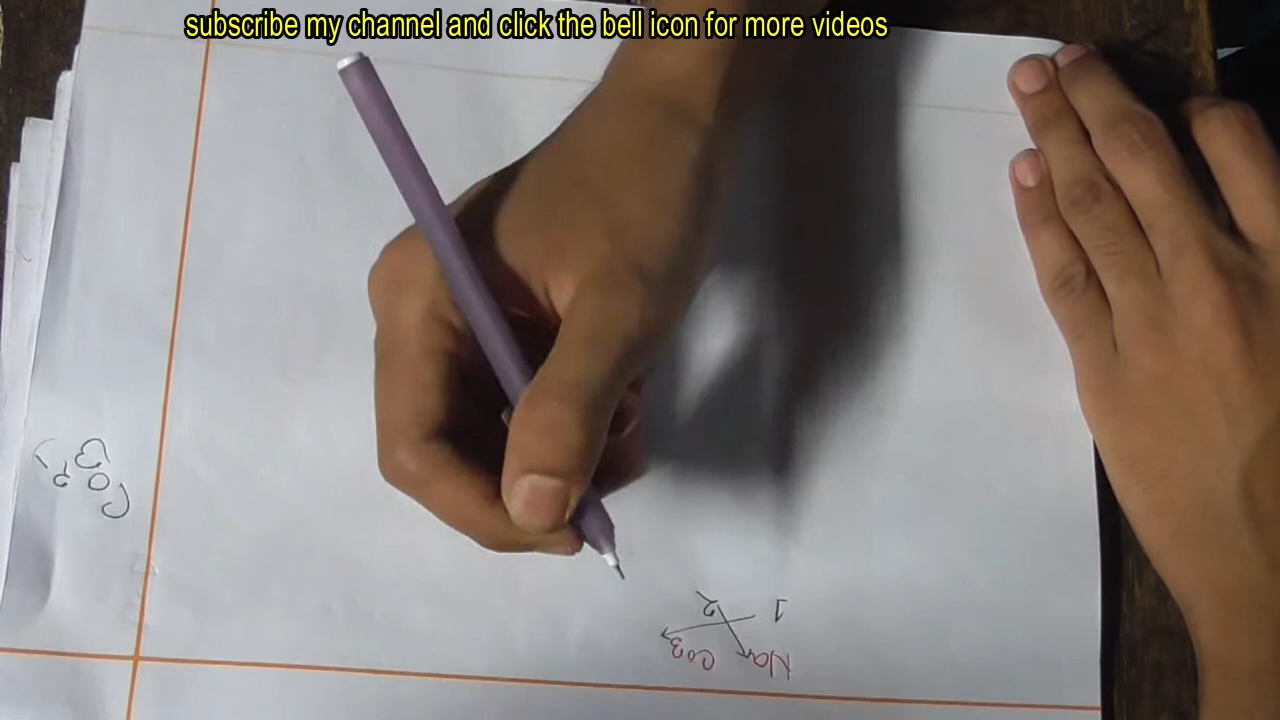 subscribe my channel and click the bell icon for more videos
Na CO3
1 2
CO3
2-